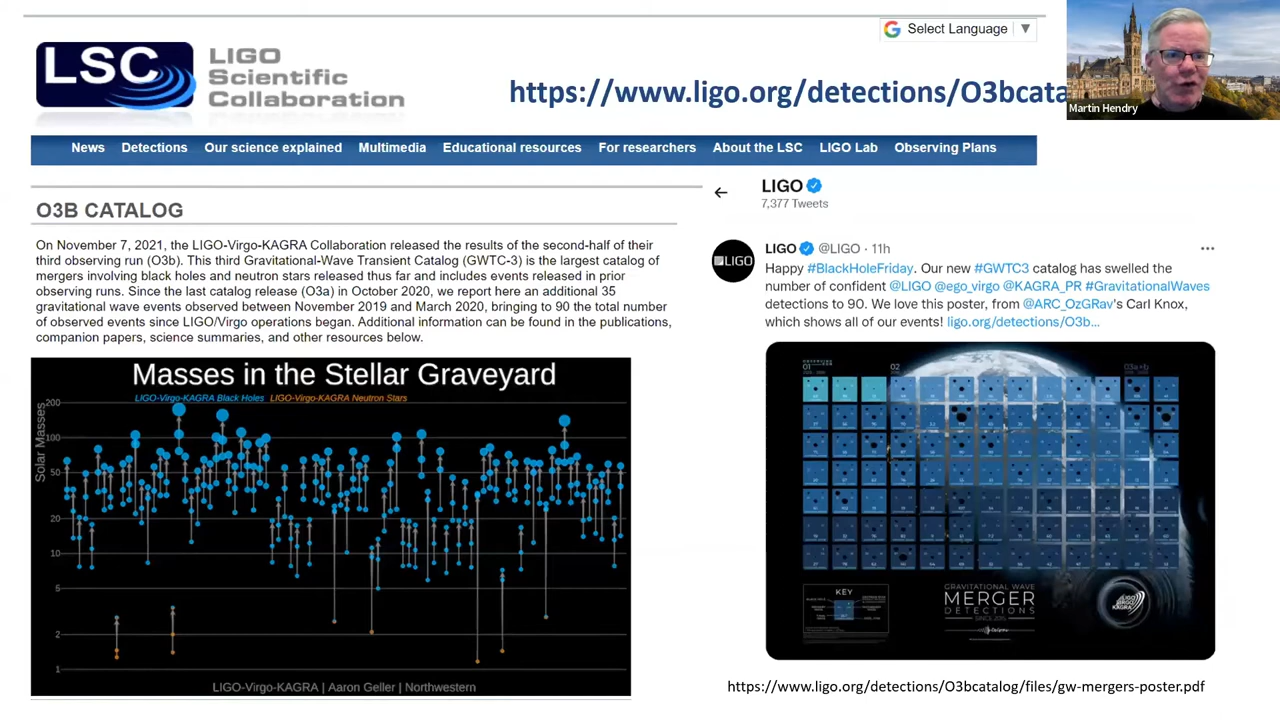 Select Language ▼
LSC
LIGO
Scientific
Collaboration
https://www.ligo.org/detections/O3bcata
Martin Hendry
News Detections Our science explained Multimedia Educational resources For researchers About the LSC LIGO Lab Observing Plans
O3B CATALOG
On November 7, 2021, the LIGO-Virgo-KAGRA Collaboration released the results of the second-half of their
third observing run (O3b). This third Gravitational-Wave Transient Catalog (GWTC-3) is the largest catalog of
mergers involving black holes and neutron stars released thus far and includes events released in prior
observing runs. Since the last catalog release (O3a) in October 2020, we report here an additional 35
gravitational wave events observed between November 2019 and March 2020, bringing to 90 the total number
of observed events since LIGO/Virgo operations began. Additional information can be found in the publications,
companion papers, science summaries, and other resources below.
Masses in the Stellar Graveyard
LIGO-Virgo-KAGRA Black Holes LIGO-Virgo-KAGRA Neutron Stars
Solar Masses
200
100
50
20
10
5
2
1
LIGO-Virgo-KAGRA | Aaron Geller | Northwestern
LIGO
7,377 Tweets
LIGO
LIGO @LIGO · 11h
Happy #BlackHoleFriday. Our new #GWTC3 catalog has swelled the
number of confident @LIGO @ego_virgo @KAGRA_PR #GravitationalWaves
detections to 90. We love this poster, from @ARC_OzGRav's Carl Knox,
which shows all of our events! ligo.org/detections/O3b...
01
02
03a+b
KEY
GRAVITATIONAL WAVE
MERGER
DETECTIONS
SINCE 2015
LIGO
VIRGO
KAGRA
https://www.ligo.org/detections/O3bcatalog/files/gw-mergers-poster.pdf